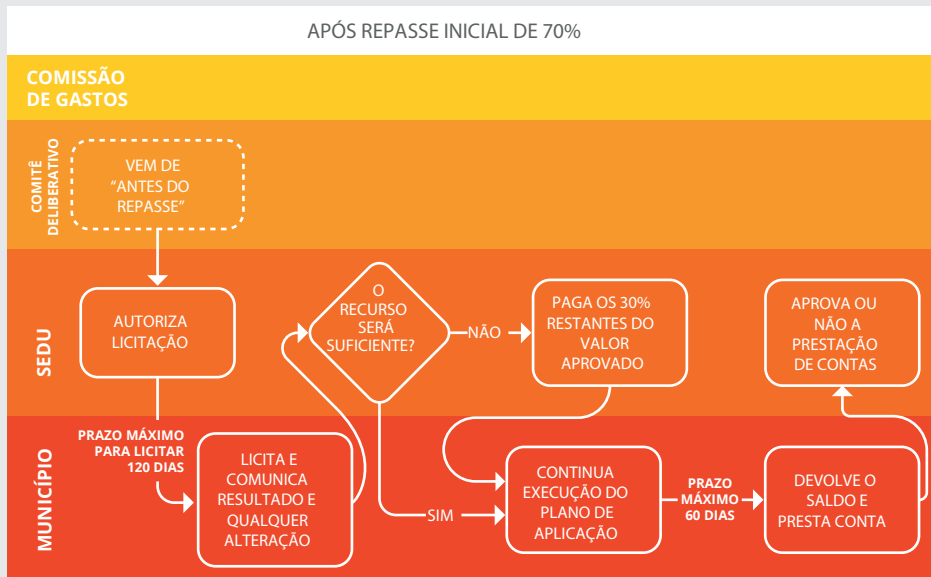 APÓS REPASSE INICIAL DE 70%
COMISSÃO
DE GASTOS
COMITÊ
DELIBERATIVO
VEM DE
“ANTES DO
REPASSE”
SEDU
AUTORIZA
LICITAÇÃO
O
RECURSO
SERÁ
SUFICIENTE?
NÃO
PAGA OS 30%
RESTANTES DO
VALOR
APROVADO
APROVA OU
NÃO A
PRESTAÇÃO
DE CONTAS
MUNICÍPIO
PRAZO MÁXIMO
PARA LICITAR
120 DIAS
LICITA E
COMUNICA
RESULTADO E
QUALQUER
ALTERAÇÃO
SIM
CONTINUA
EXECUÇÃO DO
PLANO DE
APLICAÇÃO
PRAZO
MÁXIMO
60 DIAS
DEVOLVE O
SALDO E
PRESTA CONTA